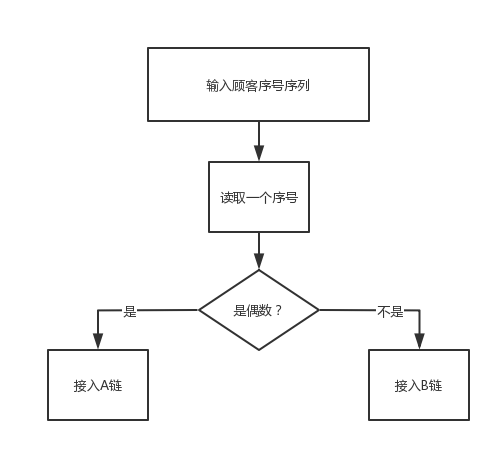 输入顾客序号序列
读取一个序号
是偶数？
是
不是
接入A链
接入B链